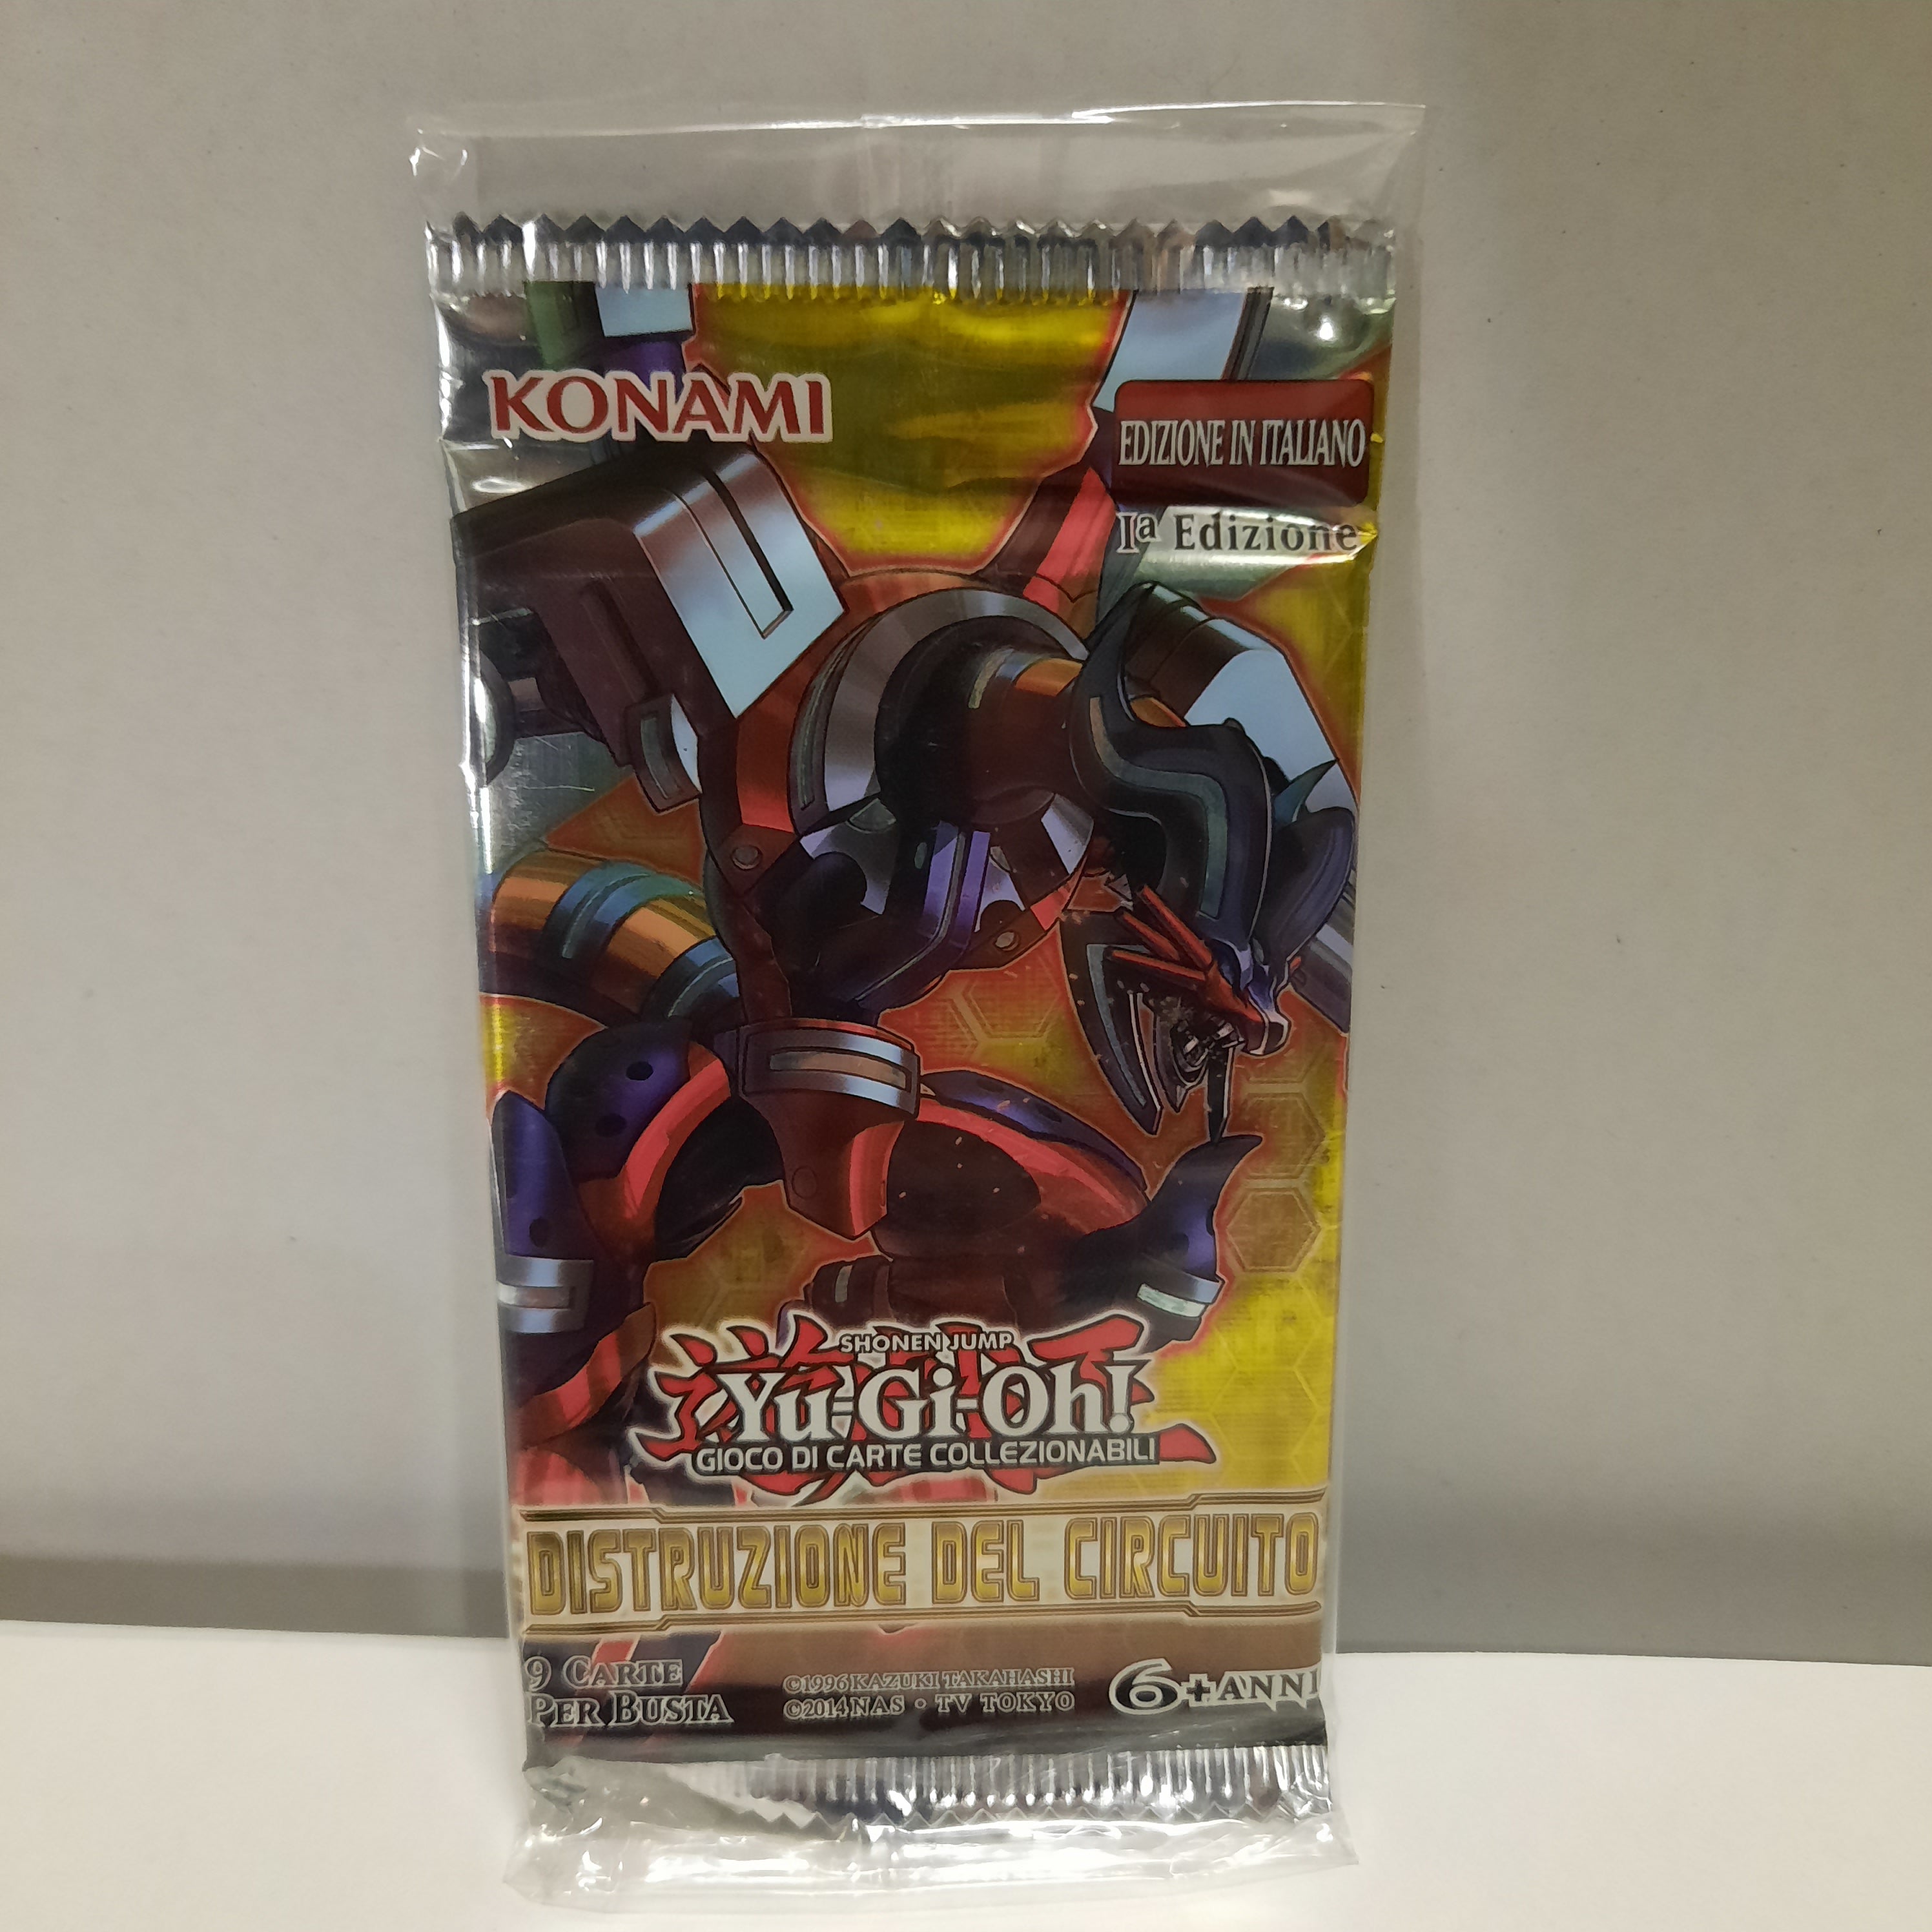 KONAMI
EDIZIONE IN ITALIANO
Iª Edizione
SHONEN JUMP
Yu-Gi-Oh!
GIOCO DI CARTE COLLEZIONABILI
DISTRUZIONE DEL CIRCUITO
9 CARTE
PER BUSTA
©1996 KAZUKI TAKAHASHI
©2014 NAS • TV TOKYO
6+ANNI